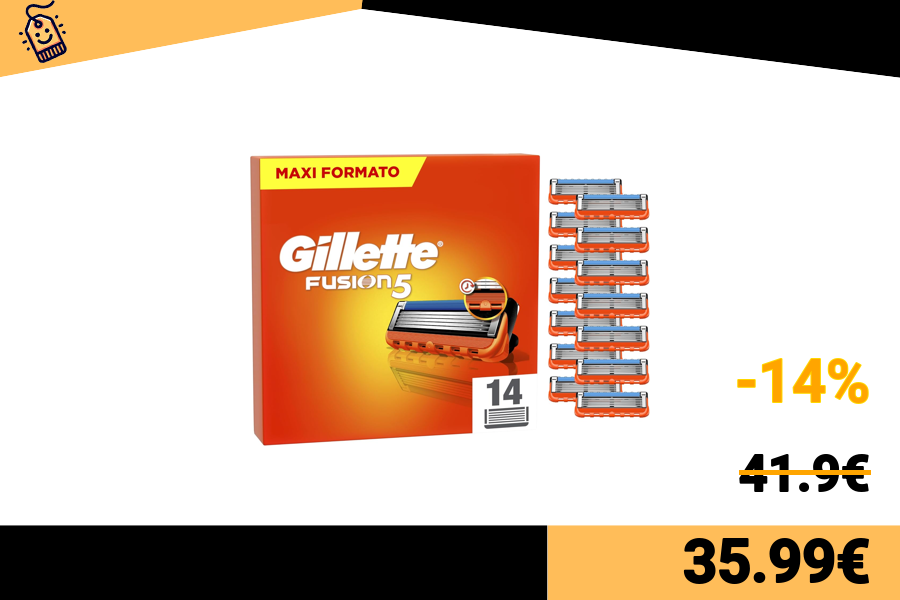 MAXI FORMATO
Gillette®
FUSION5
14
-14%
41.9€
35.99€